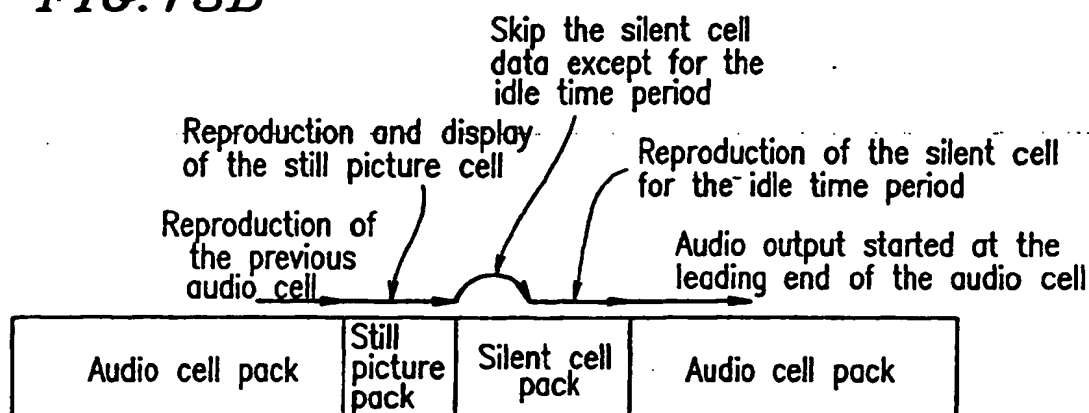 FIG. 78B
Skip the silent cell
data except for the
idle time period
Reproduction and display
of the still picture cell
Reproduction of the silent cell
for the idle time period
Reproduction of
the previous
audio cell
Audio output started at the
leading end of the audio cell
Audio cell pack
Still
picture
pack
Silent cell
pack
Audio cell pack